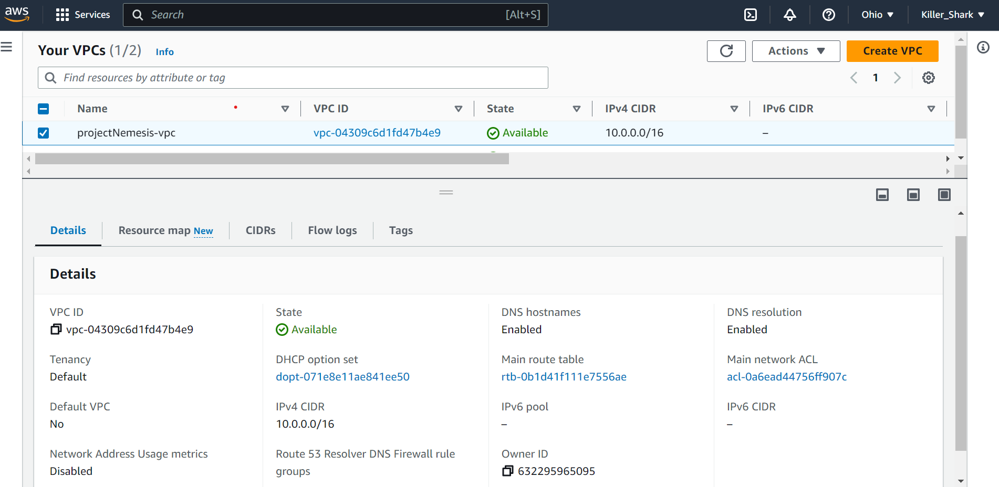 aws Services Search [Alt+S] Ohio Killer_Shark
Your VPCs (1/2) Info Actions Create VPC
Find resources by attribute or tag 1
Name VPC ID State IPv4 CIDR IPv6 CIDR
projectNemesis-vpc vpc-04309c6d1fd47b4e9 Available 10.0.0.0/16 –
Details Resource map New CIDRs Flow logs Tags
Details
VPC ID State DNS hostnames DNS resolution
vpc-04309c6d1fd47b4e9 Available Enabled Enabled
Tenancy DHCP option set Main route table Main network ACL
Default dopt-071e8e11ae841ee50 rtb-0b1d41f111e7556ae acl-0a6ead44756ff907c
Default VPC IPv4 CIDR IPv6 pool IPv6 CIDR
No 10.0.0.0/16 – –
Network Address Usage metrics Route 53 Resolver DNS Firewall rule Owner ID
Disabled groups 632295965095